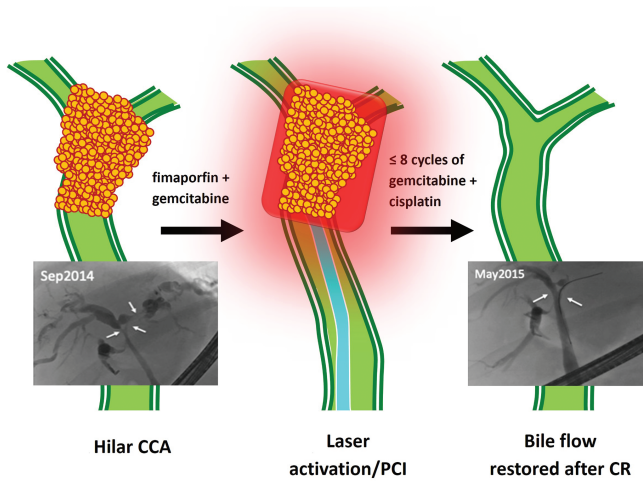 fimaporfin +
gemcitabine
≤ 8 cycles of
gemcitabine +
cisplatin
Sep2014
May2015
Hilar CCA
Laser
activation/PCI
Bile flow
restored after CR